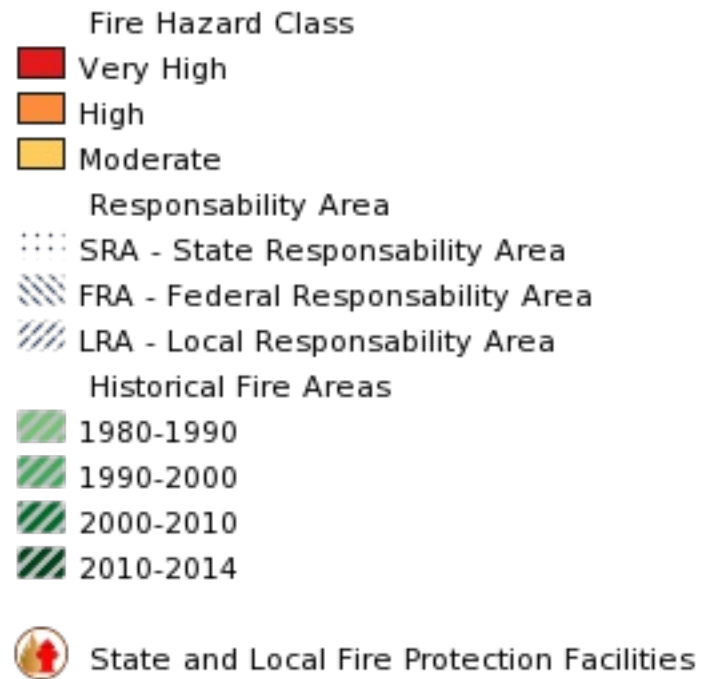 Fire Hazard Class
Very High
High
Moderate
Responsability Area
SRA - State Responsability Area
FRA - Federal Responsability Area
LRA - Local Responsability Area
Historical Fire Areas
1980-1990
1990-2000
2000-2010
2010-2014
State and Local Fire Protection Facilities